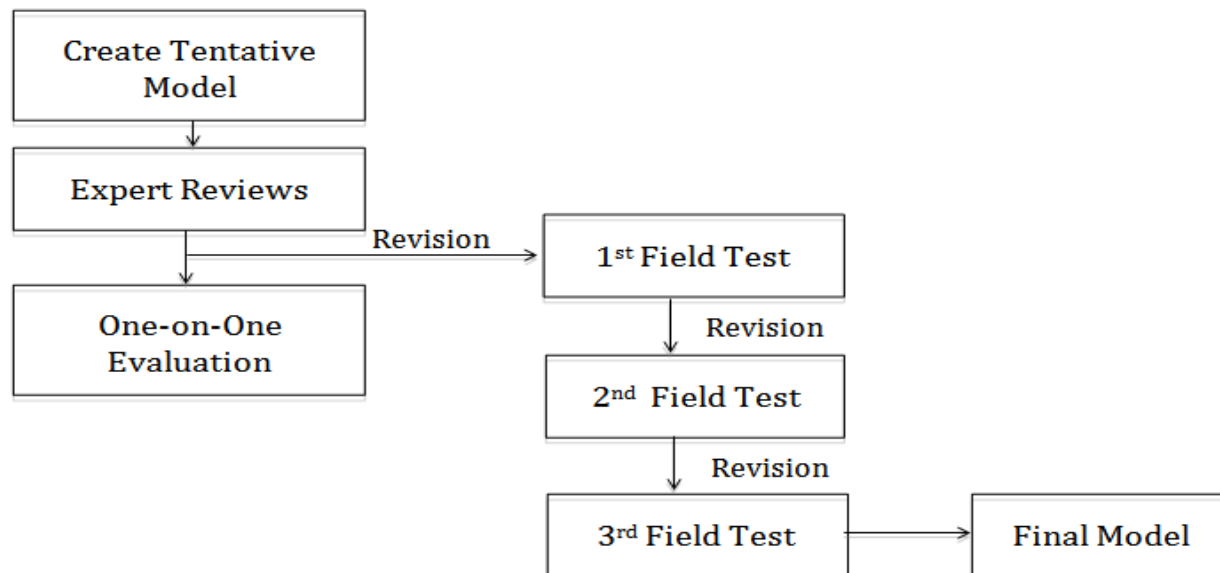 Create Tentative
Model
Expert Reviews
Revision
1st Field Test
One-on-One
Evaluation
Revision
2nd Field Test
Revision
3rd Field Test
Final Model